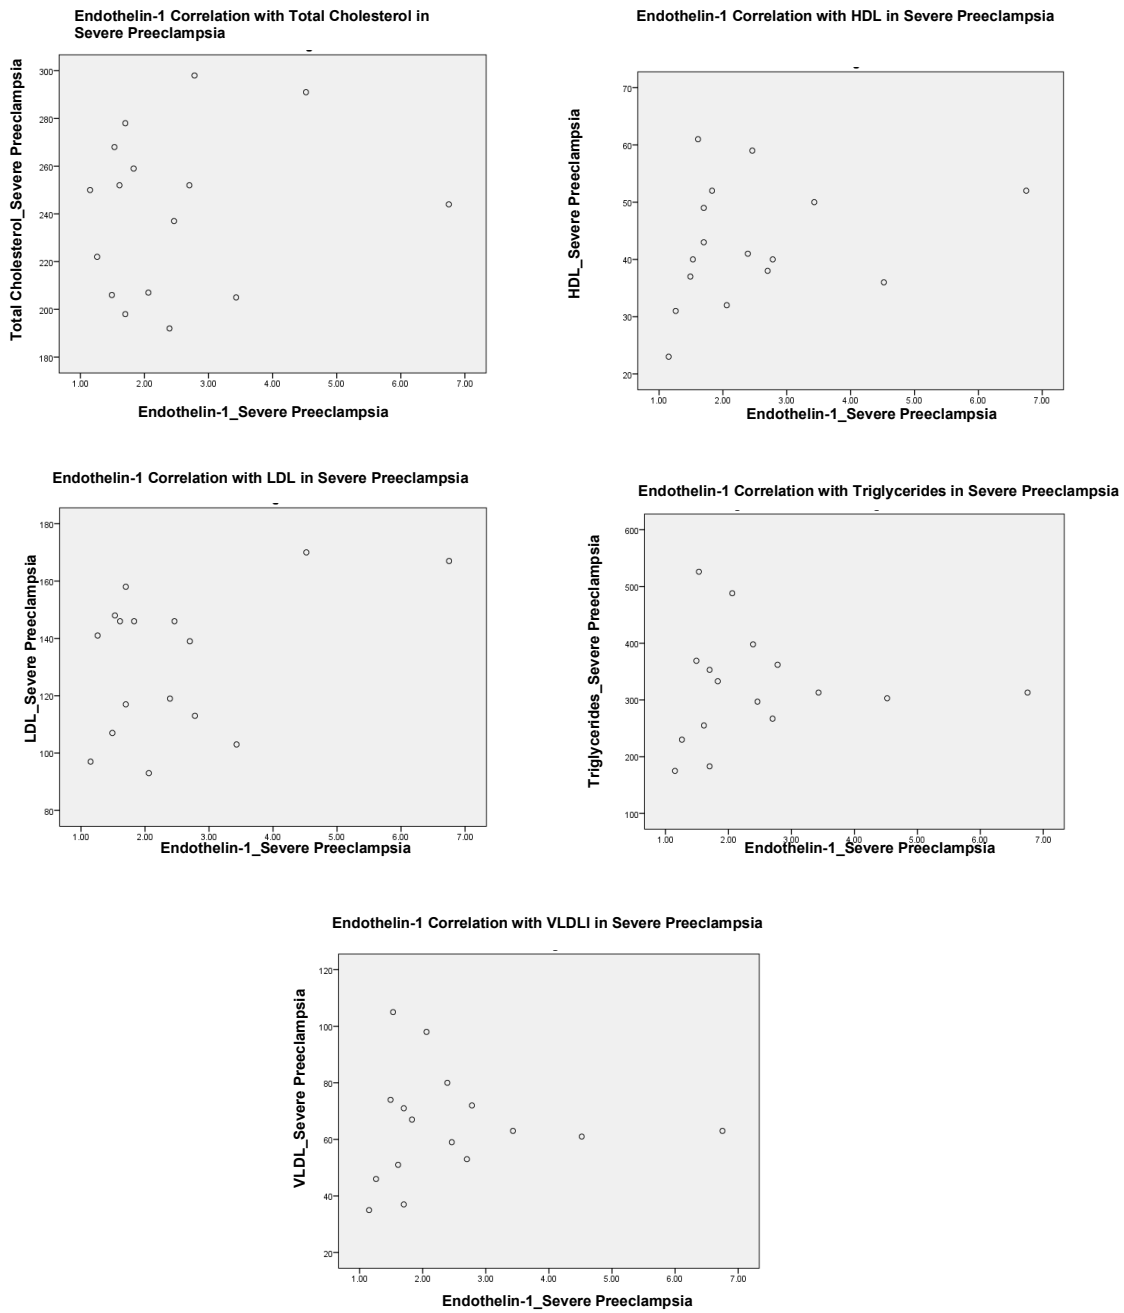 Endothelin-1 Correlation with Total Cholesterol in
Severe Preeclampsia
Total Cholesterol_Severe Preeclampsia
300
280
260
240
220
200
180
1.00 2.00 3.00 4.00 5.00 6.00 7.00
Endothelin-1_Severe Preeclampsia
Endothelin-1 Correlation with HDL in Severe Preeclampsia
HDL_Severe Preeclampsia
70
60
50
40
30
20
1.00 2.00 3.00 4.00 5.00 6.00 7.00
Endothelin-1_Severe Preeclampsia
Endothelin-1 Correlation with LDL in Severe Preeclampsia
LDL_Severe Preeclampsia
180
160
140
120
100
80
1.00 2.00 3.00 4.00 5.00 6.00 7.00
Endothelin-1_Severe Preeclampsia
Endothelin-1 Correlation with Triglycerides in Severe Preeclampsia
Triglycerides_Severe Preeclampsia
600
500
400
300
200
100
1.00 2.00 3.00 4.00 5.00 6.00 7.00
Endothelin-1_Severe Preeclampsia
Endothelin-1 Correlation with VLDLl in Severe Preeclampsia
VLDL_Severe Preeclampsia
120
100
80
60
40
20
1.00 2.00 3.00 4.00 5.00 6.00 7.00
Endothelin-1_Severe Preeclampsia